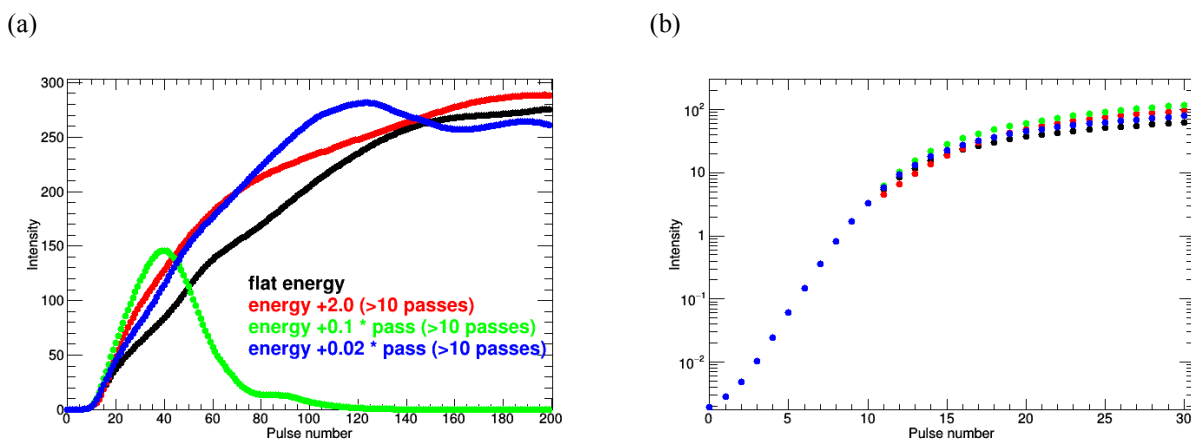 (a)
(b)
300
250
200
150
100
50
0
Intensity
flat energy
energy +2.0 (>10 passes)
energy +0.1 * pass (>10 passes)
energy +0.02 * pass (>10 passes)
0 20 40 60 80 100 120 140 160 180 200
Pulse number
10²
10
1
10⁻¹
10⁻²
Intensity
0 5 10 15 20 25 30
Pulse number